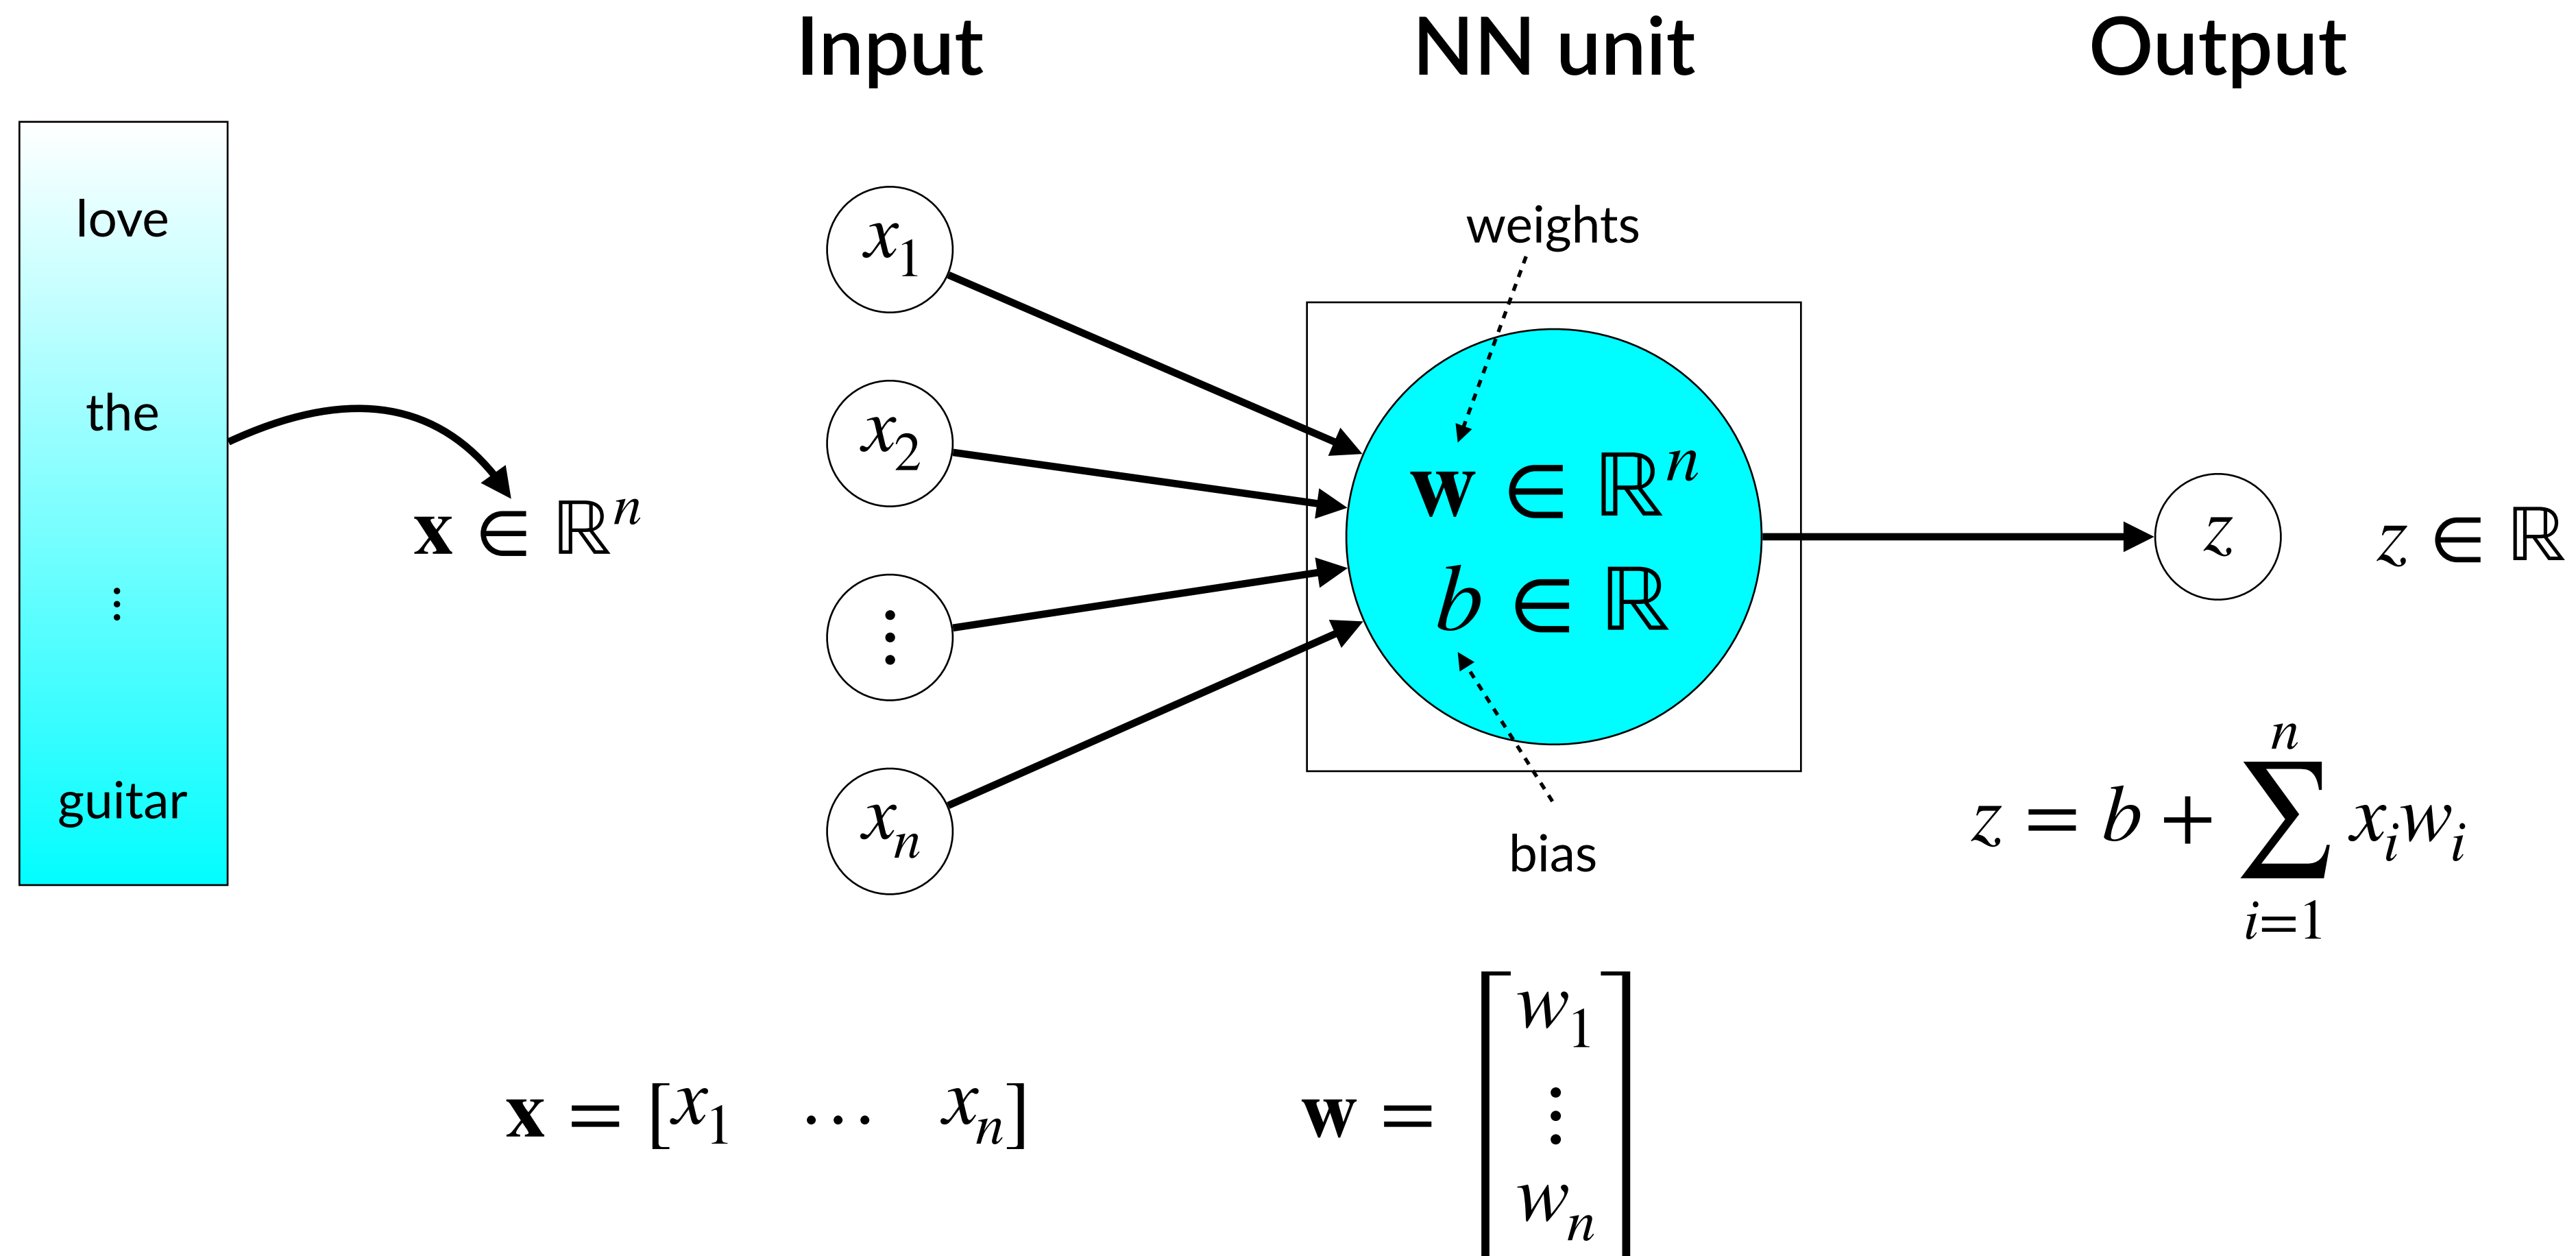 Input
NN unit
Output
love
the
⋮
guitar
𝐱 ∈ ℝⁿ
x₁
x₂
⋮
xₙ
weights
𝐰 ∈ ℝⁿ
b ∈ ℝ
bias
z
z ∈ ℝ
z = b + ∑ᵢ₌₁ⁿ xᵢwᵢ
𝐱 = [x₁ ⋯ xₙ]
𝐰 =
w₁
⋮
wₙ